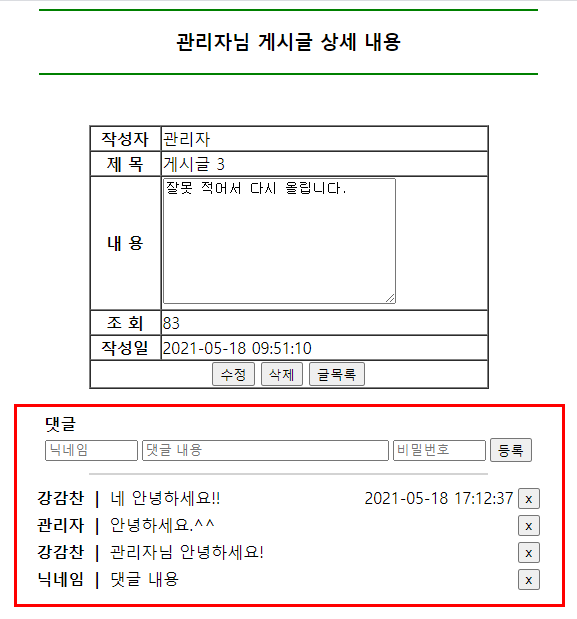 관리자님 게시글 상세 내용
작성자 관리자
제 목 게시글 3
내 용 잘못 적어서 다시 올립니다.
조 회 83
작성일 2021-05-18 09:51:10
수정 삭제 글목록
댓글
닉네임 댓글 내용 비밀번호 등록
강감찬 | 네 안녕하세요!! 2021-05-18 17:12:37 x
관리자 | 안녕하세요.^^ x
강감찬 | 관리자님 안녕하세요! x
닉네임 | 댓글 내용 x